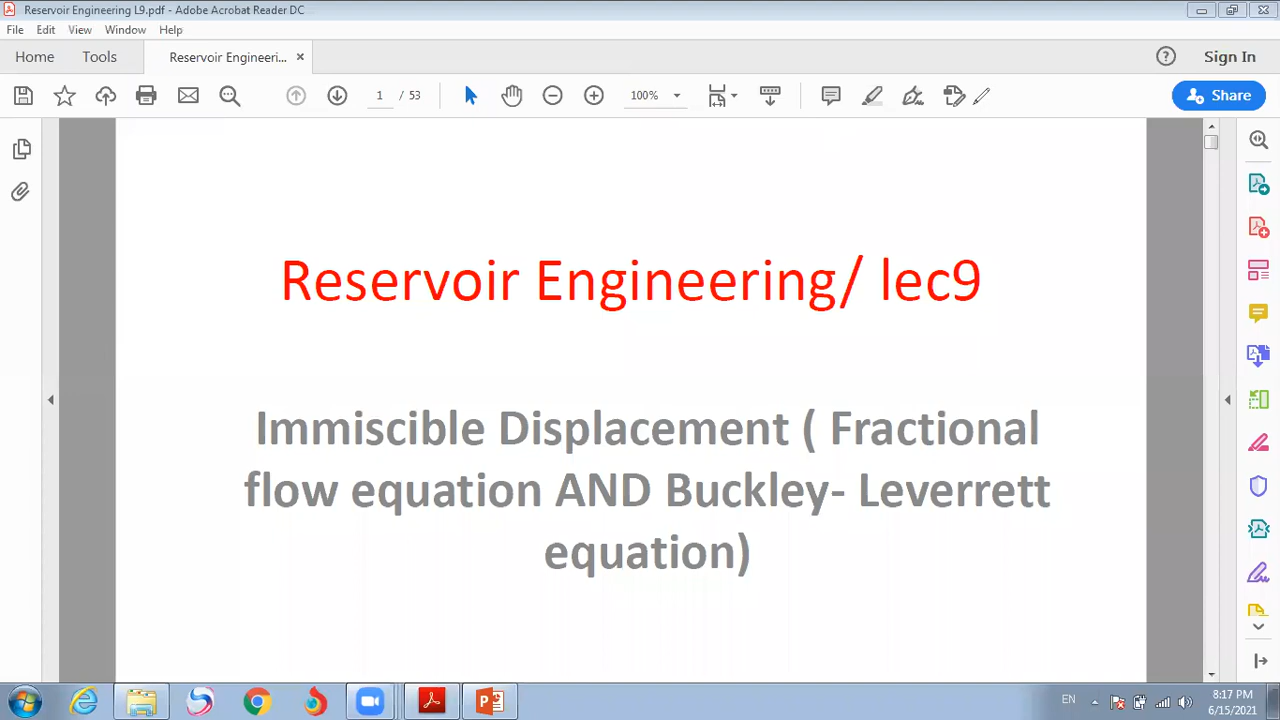 Reservoir Engineering L9.pdf - Adobe Acrobat Reader DC
File Edit View Window Help
Home Tools Reservoir Engineeri... ×
Sign In
1 / 53 100% Share
Reservoir Engineering/ lec9
Immiscible Displacement ( Fractional
flow equation AND Buckley- Leverrett
equation)
EN 8:17 PM
6/15/2021